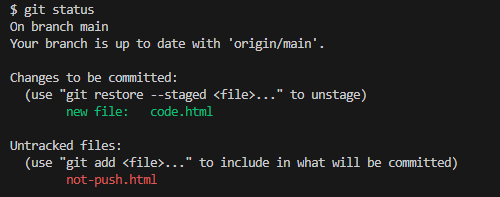 $ git status
On branch main
Your branch is up to date with 'origin/main'.

Changes to be committed:
  (use "git restore --staged <file>..." to unstage)
        new file:   code.html

Untracked files:
  (use "git add <file>..." to include in what will be committed)
        not-push.html